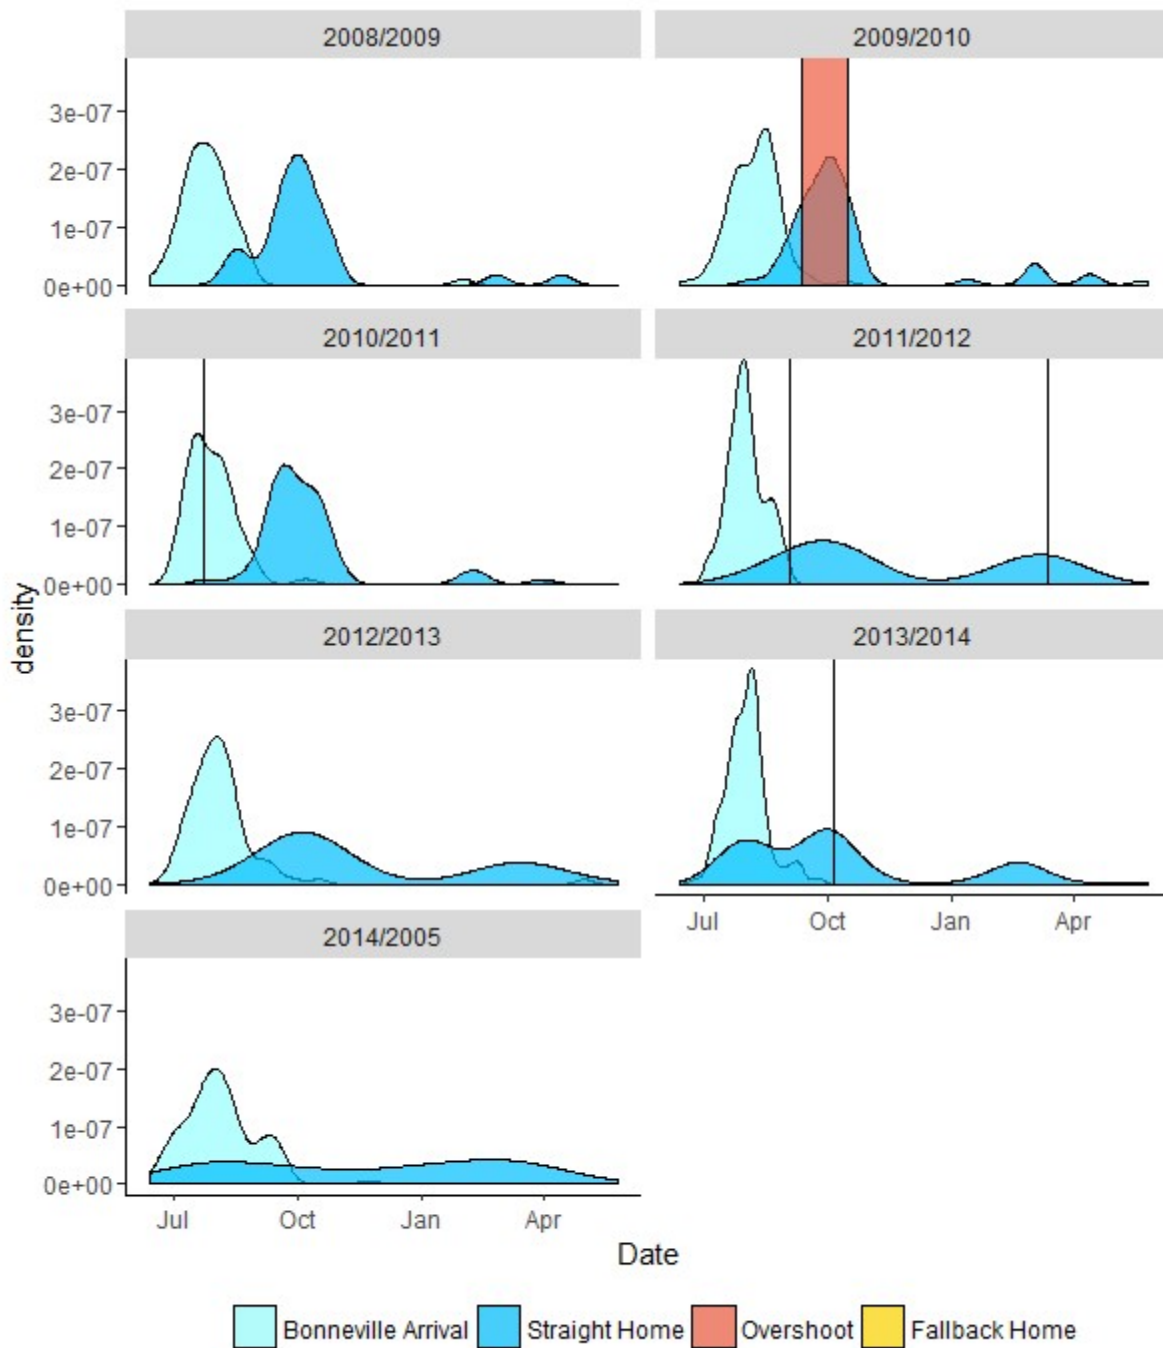 2008/2009 2009/2010
3e-07
2e-07
1e-07
0e+00
2010/2011 2011/2012
3e-07
2e-07
1e-07
0e+00
density
2012/2013 2013/2014
3e-07
2e-07
1e-07
0e+00
Jul Oct Jan Apr
2014/2005
3e-07
2e-07
1e-07
0e+00
Jul Oct Jan Apr
Date
Bonneville Arrival Straight Home Overshoot Fallback Home